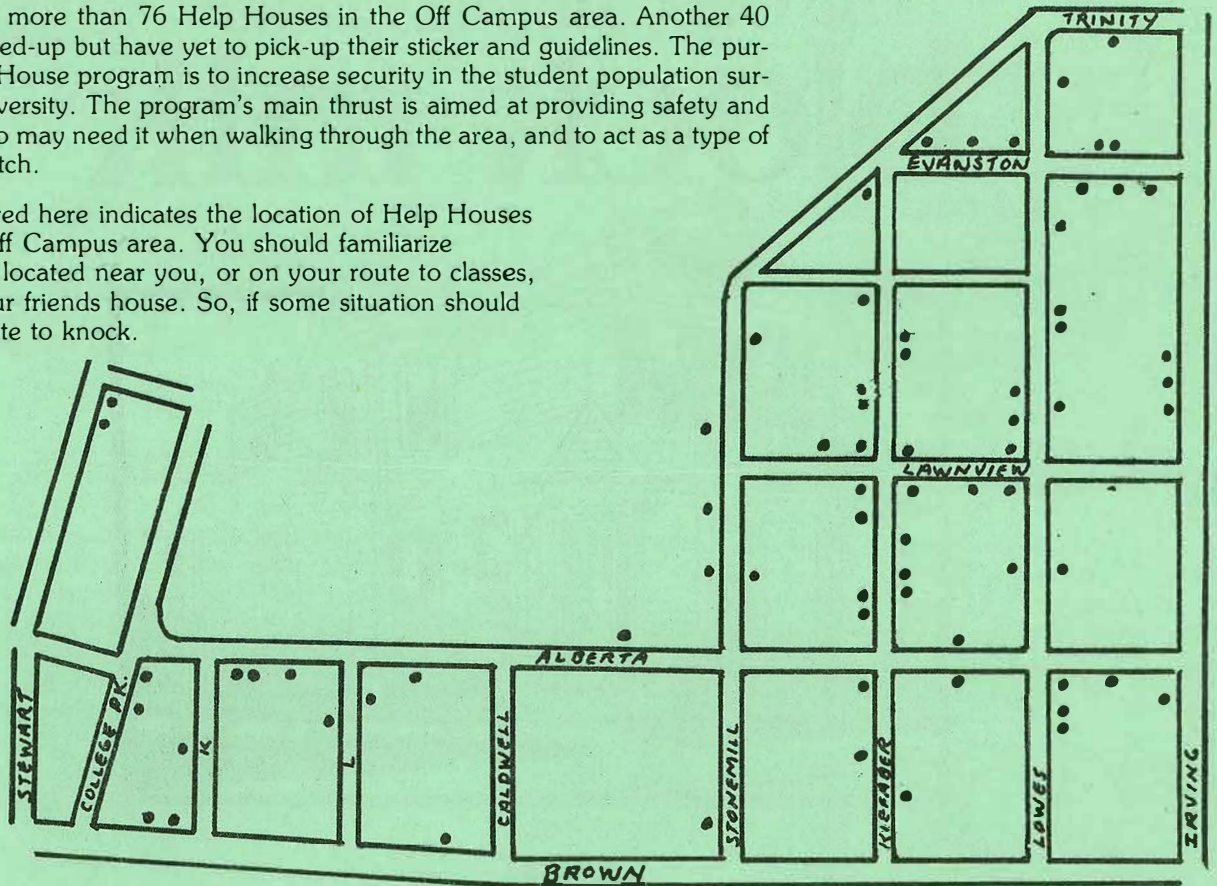 more than 76 Help Houses in the Off Campus area. Another 40
ed-up but have yet to pick-up their sticker and guidelines. The pur-
House program is to increase security in the student population sur-
versity. The program's main thrust is aimed at providing safety and
o may need it when walking through the area, and to act as a type of
tch.
red here indicates the location of Help Houses
ff Campus area. You should familiarize
located near you, or on your route to classes,
ur friends house. So, if some situation should
te to knock.
TRINITY
EVANSTON
LAWNVIEW
ALBERTA
STEWART
COLLEGE PK.
K
L
CALDWELL
STONEMILL
KIEFABER
LOWES
IRVING
BROWN